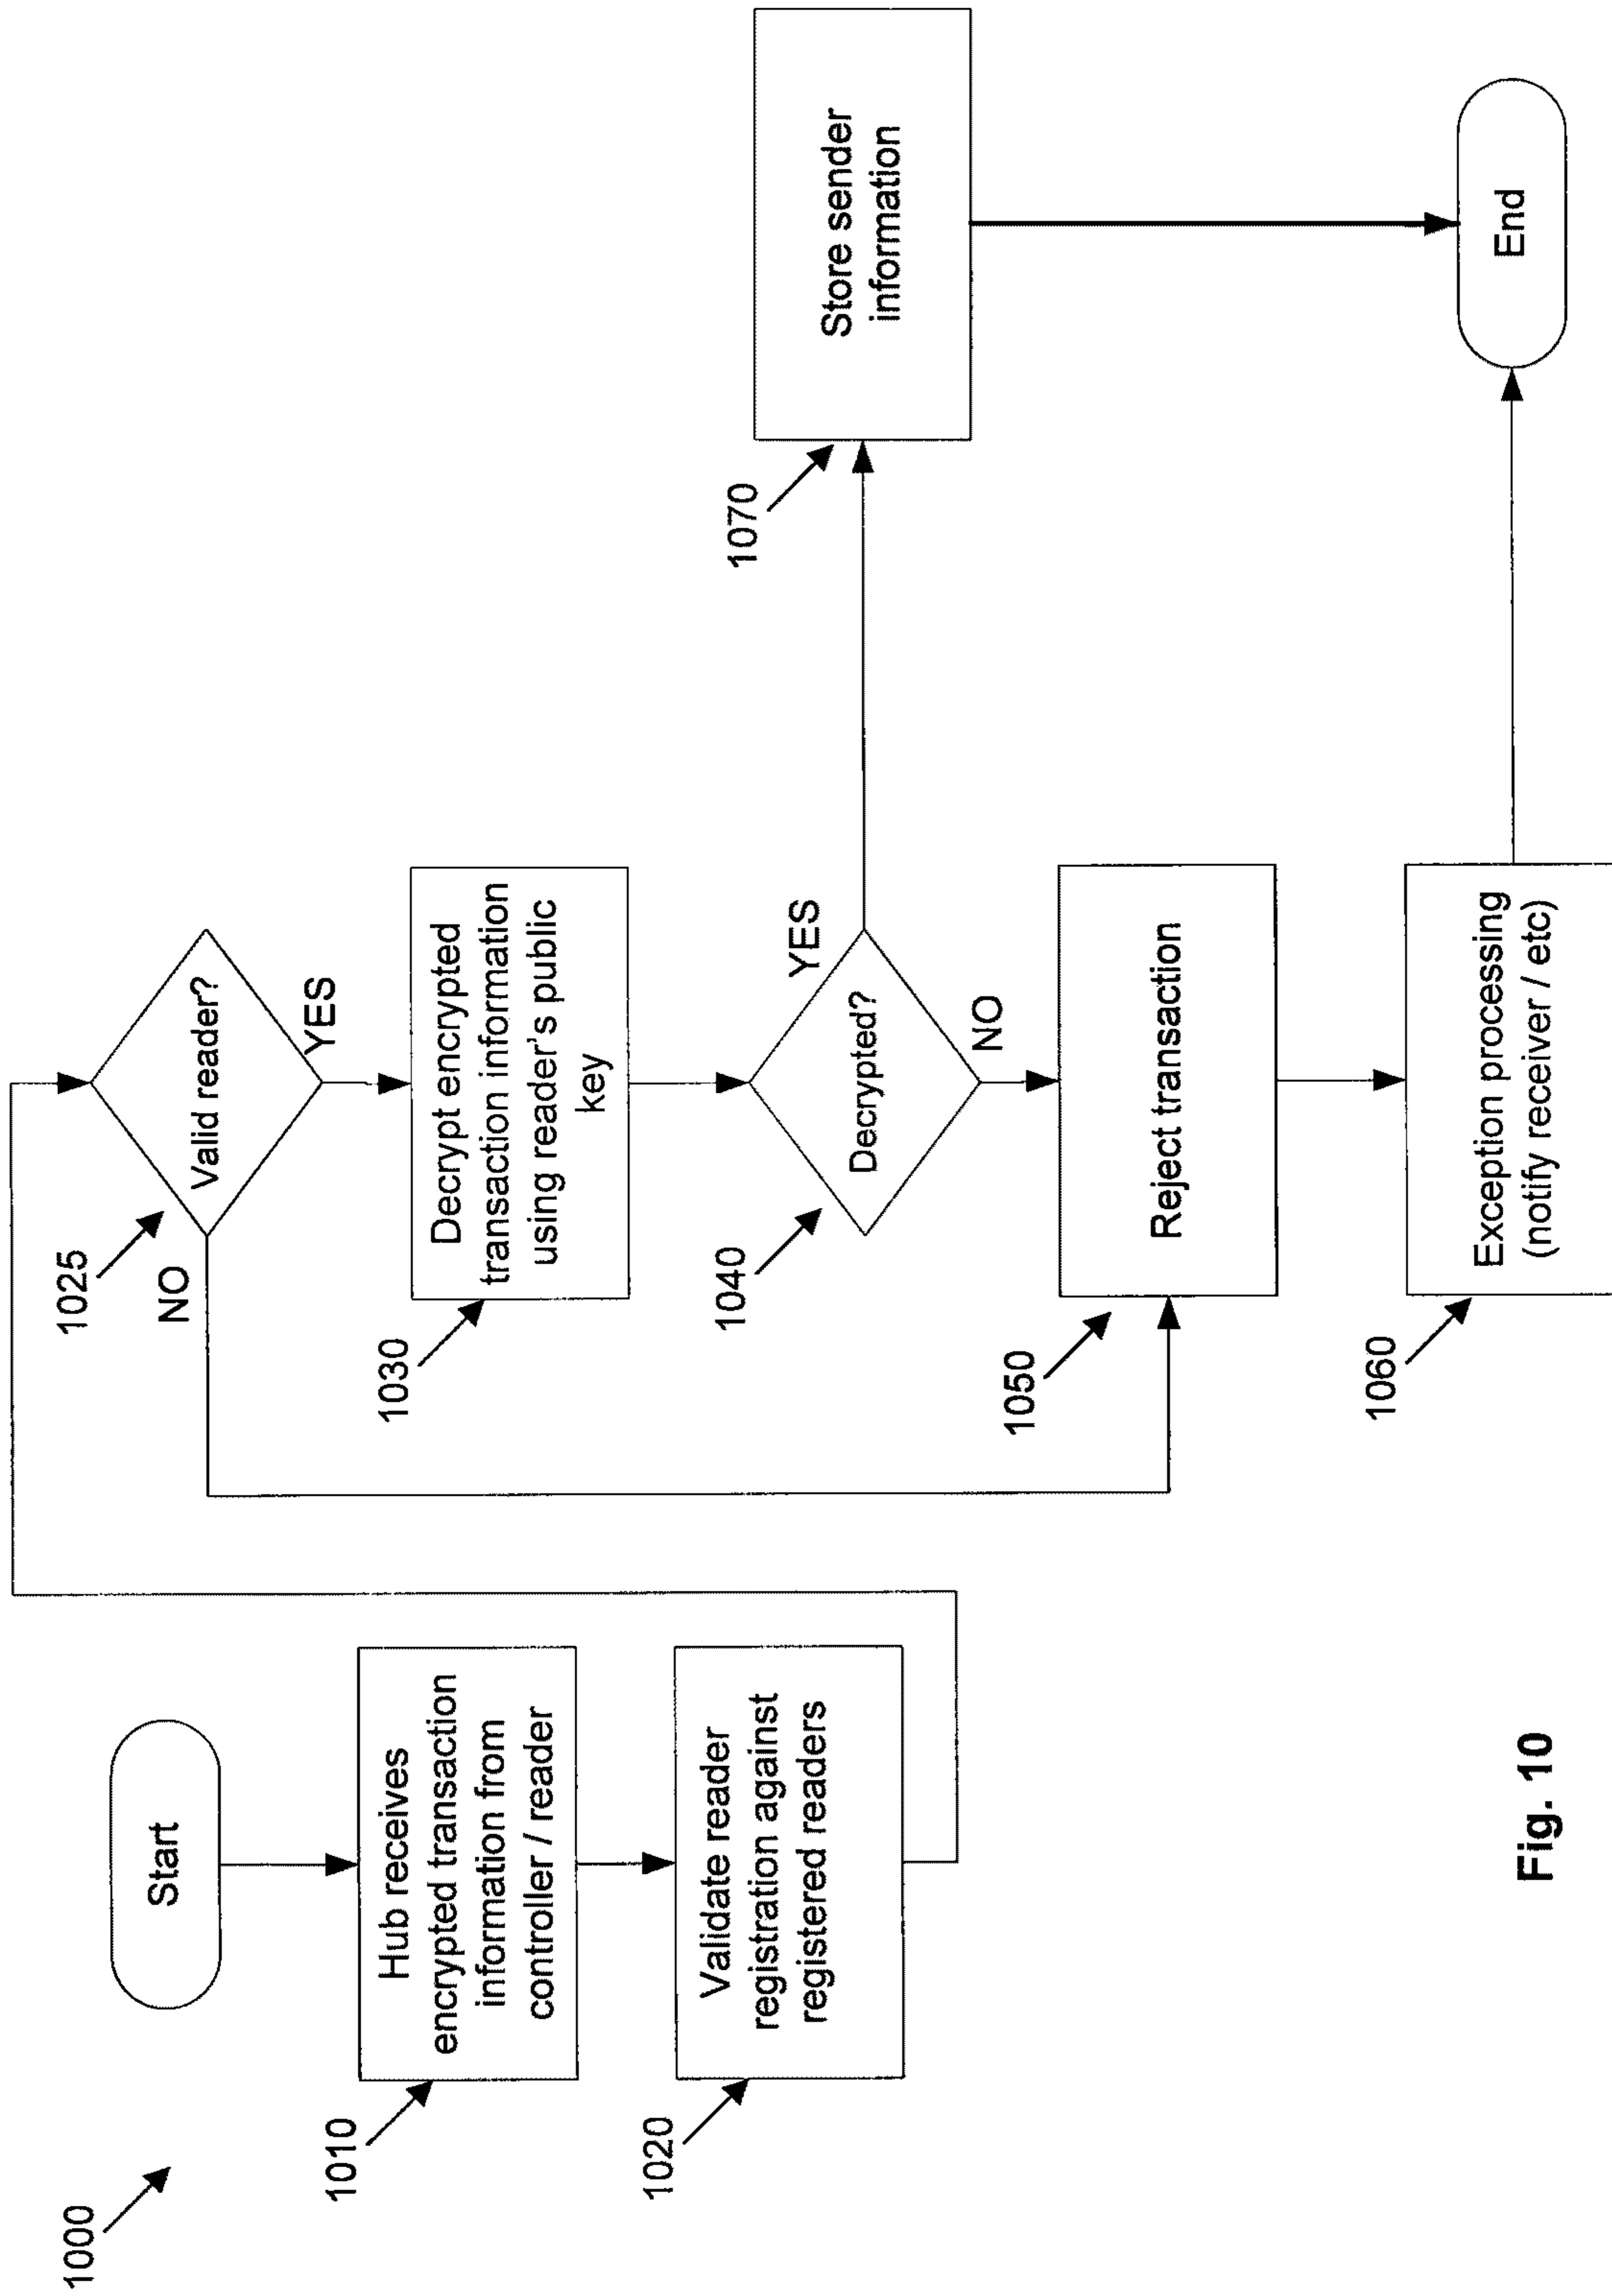 1000
Start
1010
Hub receives
encrypted transaction
information from
controller / reader
1020
Validate reader
registration against
registered readers
1025
Valid reader?
NO
YES
1030
Decrypt encrypted
transaction information
using reader's public
key
1040
Decrypted?
YES
NO
1050
Reject transaction
1060
Exception processing
(notify receiver / etc)
1070
Store sender
information
End
Fig. 10